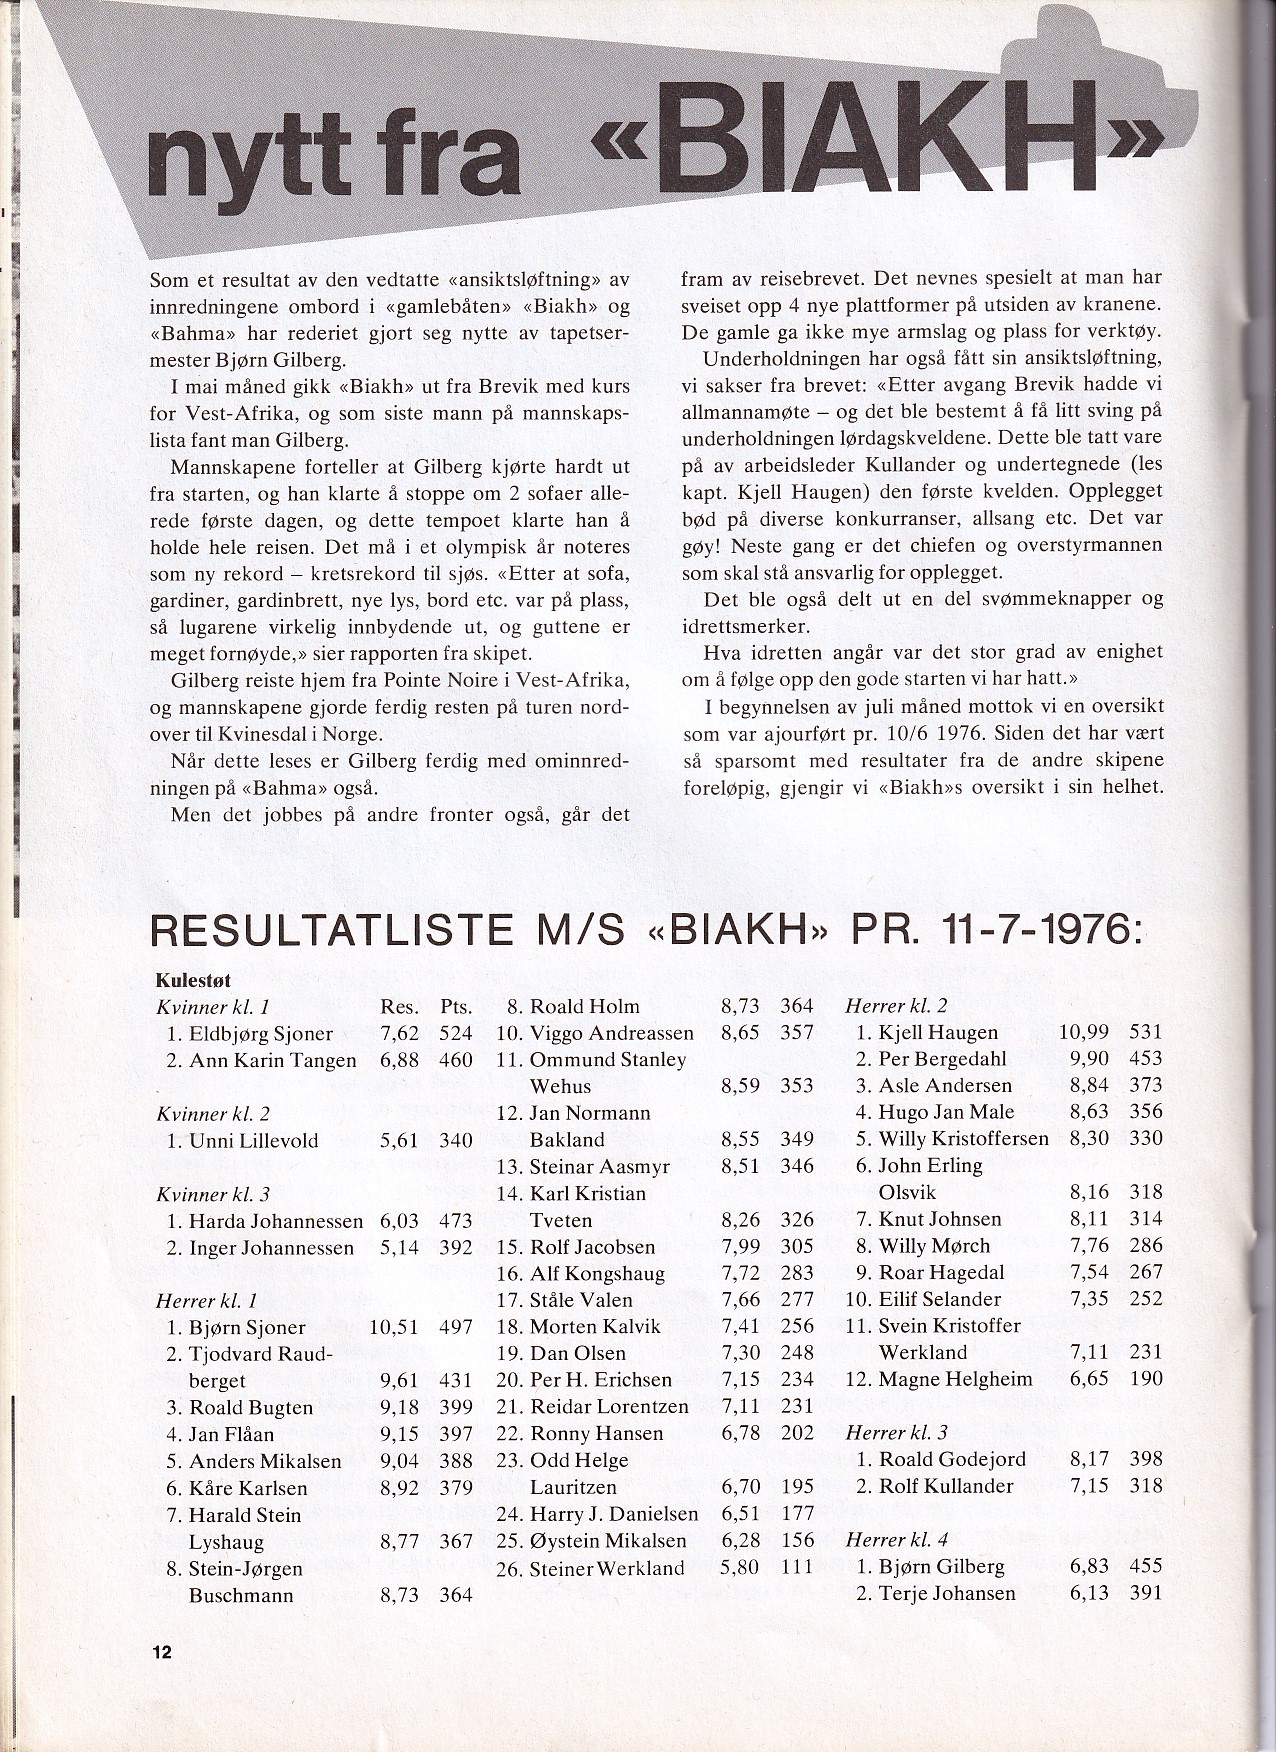 nytt fra «BIAKH»
Som et resultat av den vedtatte «ansiktsløftning» av
innredningene ombord i «gamlebåten» «Biakh» og
«Bahma» har rederiet gjort seg nytte av tapetser-
mester Bjørn Gilberg.
I mai måned gikk «Biakh» ut fra Brevik med kurs
for Vest-Afrika, og som siste mann på mannskaps-
lista fant man Gilberg.
Mannskapene forteller at Gilberg kjørte hardt ut
fra starten, og han klarte å stoppe om 2 sofaer alle-
rede første dagen, og dette tempoet klarte han å
holde hele reisen. Det må i et olympisk år noteres
som ny rekord – kretsrekord til sjøs. «Etter at sofa,
gardiner, gardinbrett, nye lys, bord etc. var på plass,
så lugarene virkelig innbydende ut, og guttene er
meget fornøyde,» sier rapporten fra skipet.
Gilberg reiste hjem fra Pointe Noire i Vest-Afrika,
og mannskapene gjorde ferdig resten på turen nord-
over til Kvinesdal i Norge.
Når dette leses er Gilberg ferdig med ominnred-
ningen på «Bahma» også.
Men det jobbes på andre fronter også, går det
fram av reisebrevet. Det nevnes spesielt at man har
sveiset opp 4 nye plattformer på utsiden av kranene.
De gamle ga ikke mye armslag og plass for verktøy.
Underholdningen har også fått sin ansiktsløftning,
vi sakser fra brevet: «Etter avgang Brevik hadde vi
allmannamøte – og det ble bestemt å få litt sving på
underholdningen lørdagskveldene. Dette ble tatt vare
på av arbeidsleder Kullander og undertegnede (les
kapt. Kjell Haugen) den første kvelden. Opplegget
bød på diverse konkurranser, allsang etc. Det var
gøy! Neste gang er det chiefen og overstyrmannen
som skal stå ansvarlig for opplegget.
Det ble også delt ut en del svømmeknapper og
idrettsmerker.
Hva idretten angår var det stor grad av enighet
om å følge opp den gode starten vi har hatt.»
I begynnelsen av juli måned mottok vi en oversikt
som var ajourført pr. 10/6 1976. Siden det har vært
så sparsomt med resultater fra de andre skipene
foreløpig, gjengir vi «Biakh»s oversikt i sin helhet.
RESULTATLISTE M/S «BIAKH» PR. 11-7-1976:
Kulestøt
Kvinner kl. 1 Res. Pts.
1. Eldbjørg Sjoner 7,62 524
2. Ann Karin Tangen 6,88 460
Kvinner kl. 2
1. Unni Lillevold 5,61 340
Kvinner kl. 3
1. Harda Johannessen 6,03 473
2. Inger Johannessen 5,14 392
Herrer kl. 1
1. Bjørn Sjoner 10,51 497
2. Tjodvard Raud-
berget 9,61 431
3. Roald Bugten 9,18 399
4. Jan Flåan 9,15 397
5. Anders Mikalsen 9,04 388
6. Kåre Karlsen 8,92 379
7. Harald Stein
Lyshaug 8,77 367
8. Stein-Jørgen
Buschmann 8,73 364
8. Roald Holm 8,73 364
10. Viggo Andreassen 8,65 357
11. Ommund Stanley
Wehus 8,59 353
12. Jan Normann
Bakland 8,55 349
13. Steinar Aasmyr 8,51 346
14. Karl Kristian
Tveten 8,26 326
15. Rolf Jacobsen 7,99 305
16. Alf Kongshaug 7,72 283
17. Ståle Valen 7,66 277
18. Morten Kalvik 7,41 256
19. Dan Olsen 7,30 248
20. Per H. Erichsen 7,15 234
21. Reidar Lorentzen 7,11 231
22. Ronny Hansen 6,78 202
23. Odd Helge
Lauritzen 6,70 195
24. Harry J. Danielsen 6,51 177
25. Øystein Mikalsen 6,28 156
26. Steiner Werkland 5,80 111
Herrer kl. 2
1. Kjell Haugen 10,99 531
2. Per Bergedahl 9,90 453
3. Asle Andersen 8,84 373
4. Hugo Jan Male 8,63 356
5. Willy Kristoffersen 8,30 330
6. John Erling
Olsvik 8,16 318
7. Knut Johnsen 8,11 314
8. Willy Mørch 7,76 286
9. Roar Hagedal 7,54 267
10. Eilif Selander 7,35 252
11. Svein Kristoffer
Werkland 7,11 231
12. Magne Helgheim 6,65 190
Herrer kl. 3
1. Roald Godejord 8,17 398
2. Rolf Kullander 7,15 318
Herrer kl. 4
1. Bjørn Gilberg 6,83 455
2. Terje Johansen 6,13 391
12